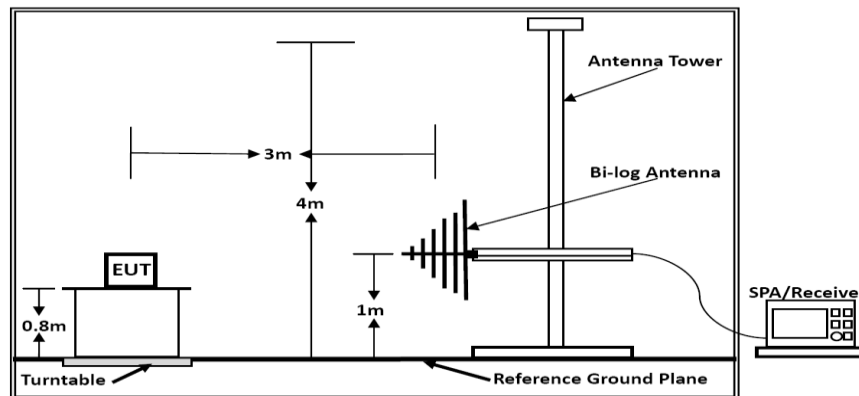 Antenna Tower
3m
Bi-log Antenna
4m
EUT
0.8m
1m
SPA/Receive
Turntable
Reference Ground Plane